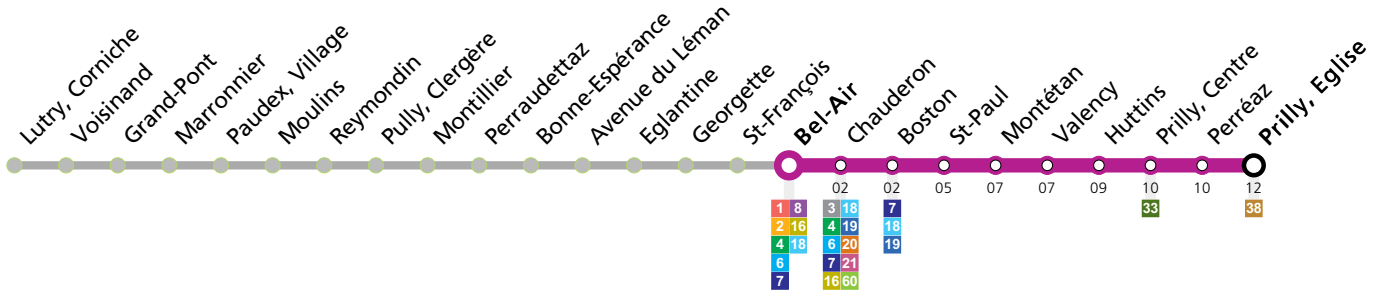 Lutry, Corniche
Voisinand
Grand-Pont
Marronnier
Paudex, Village
Moulins
Reymondin
Pully, Clergère
Montillier
Perraudettaz
Bonne-Espérance
Avenue du Léman
Eglantine
Georgette
St-François
Bel-Air
Chauderon
Boston
St-Paul
Montétan
Valency
Huttins
Prilly, Centre
Perréaz
Prilly, Eglise
02 02 05 07 07 09 10 10 12
1 8 3 18 7 33 38
2 16 4 19 18
4 18 6 20 19
6 7 21
7 16 60